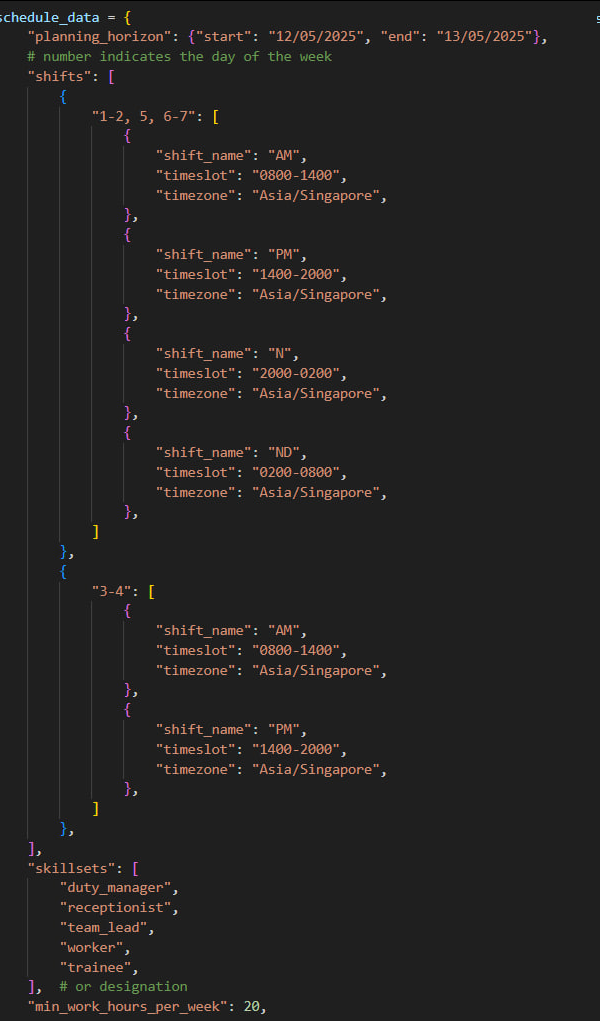 schedule_data = {
    "planning_horizon": {"start": "12/05/2025", "end": "13/05/2025"},
    # number indicates the day of the week
    "shifts": [
        {
            "1-2, 5, 6-7": [
                {
                    "shift_name": "AM",
                    "timeslot": "0800-1400",
                    "timezone": "Asia/Singapore",
                },
                {
                    "shift_name": "PM",
                    "timeslot": "1400-2000",
                    "timezone": "Asia/Singapore",
                },
                {
                    "shift_name": "N",
                    "timeslot": "2000-0200",
                    "timezone": "Asia/Singapore",
                },
                {
                    "shift_name": "ND",
                    "timeslot": "0200-0800",
                    "timezone": "Asia/Singapore",
                },
            ]
        },
        {
            "3-4": [
                {
                    "shift_name": "AM",
                    "timeslot": "0800-1400",
                    "timezone": "Asia/Singapore",
                },
                {
                    "shift_name": "PM",
                    "timeslot": "1400-2000",
                    "timezone": "Asia/Singapore",
                },
            ]
        },
    ],
    "skillsets": [
        "duty_manager",
        "receptionist",
        "team_lead",
        "worker",
        "trainee",
    ],  # or designation
    "min_work_hours_per_week": 20,